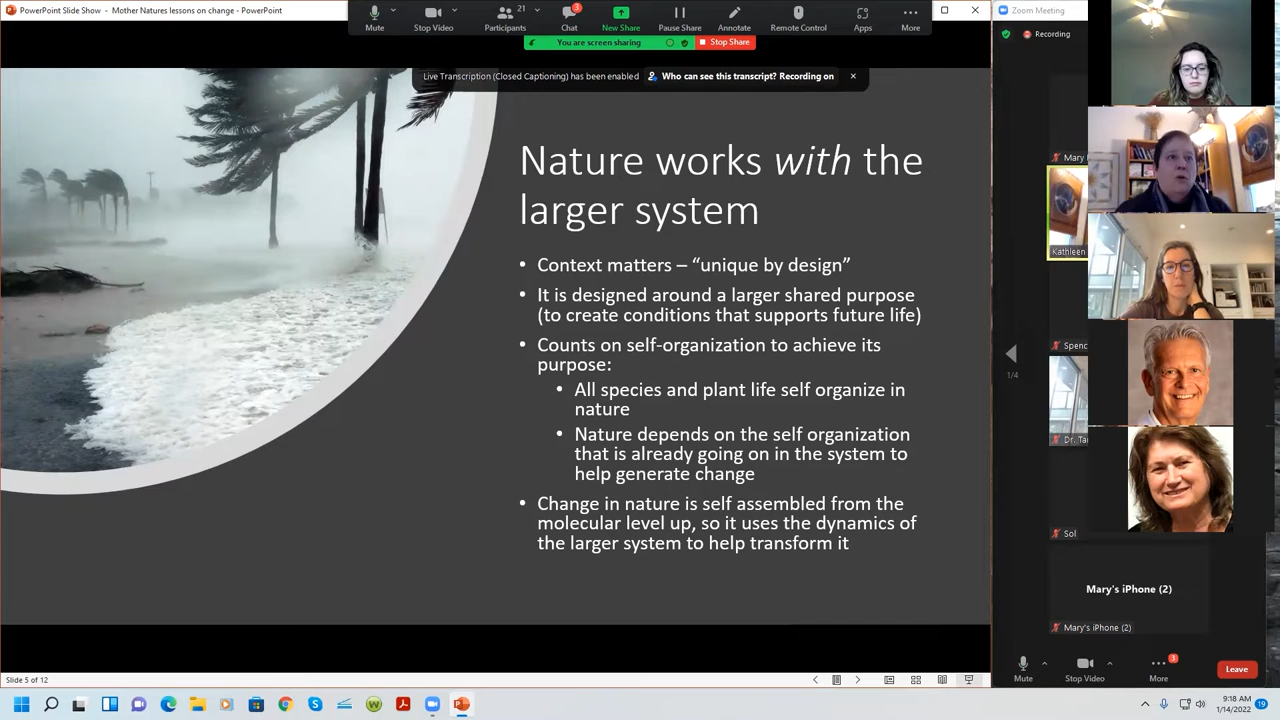 PowerPoint Slide Show - Mother Natures lessons on change - PowerPoint
Mute
Stop Video
21
Participants
3
Chat
New Share
Pause Share
Annotate
Remote Control
Apps
More
You are screen sharing
Stop Share
Live Transcription (Closed Captioning) has been enabled
Who can see this transcript? Recording on
Nature works with the
larger system
• Context matters – “unique by design”
• It is designed around a larger shared purpose
(to create conditions that supports future life)
• Counts on self-organization to achieve its
purpose:
• All species and plant life self organize in
nature
• Nature depends on the self organization
that is already going on in the system to
help generate change
• Change in nature is self assembled from the
molecular level up, so it uses the dynamics of
the larger system to help transform it
Slide 5 of 12
Zoom Meeting
Recording
Mary
Kathleen
1/4
Spenc
Dr. Ta
Sol
Mary's iPhone (2)
Mary's iPhone (2)
Mute
Stop Video
3
More
Leave
9:18 AM
1/14/2022
19